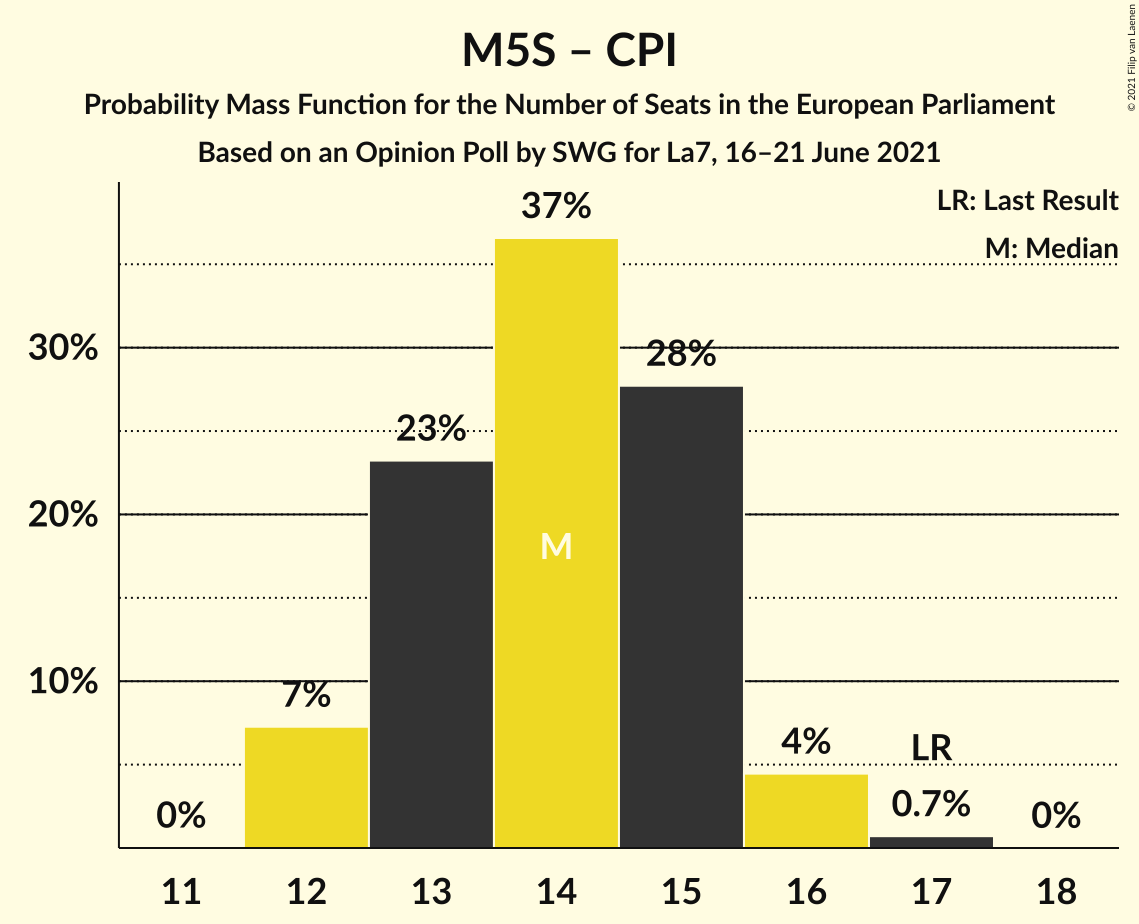 M5S – CPI
Probability Mass Function for the Number of Seats in the European Parliament
Based on an Opinion Poll by SWG for La7, 16–21 June 2021
© 2021 Filip van Laenen
LR: Last Result
M: Median
37%
30%
28%
23%
20%
M
10%
7%
4%
LR
0%
0.7%
0%
11 12 13 14 15 16 17 18